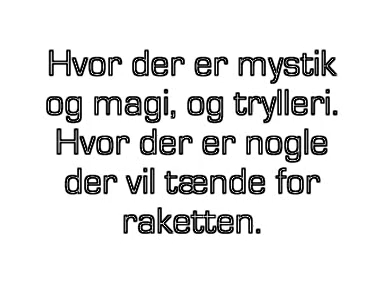 Hvor der er mystik
og magi, og trylleri.
Hvor der er nogle
der vil tænde for
raketten.